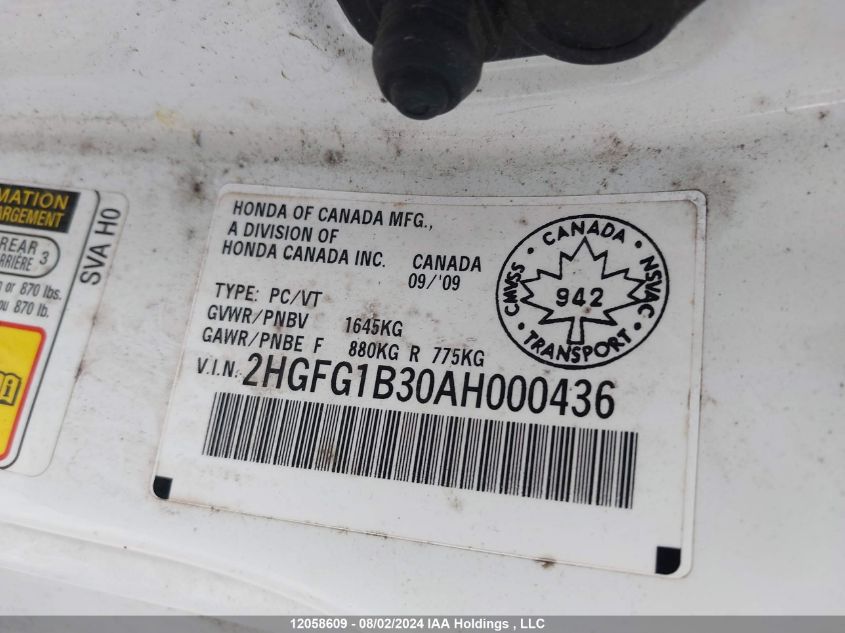 MATION
ARGEMENT
REAR 3
RRIÈRE
or 870 lbs.
ou 870 lb.
SVA H0
HONDA OF CANADA MFG.,
A DIVISION OF
HONDA CANADA INC. CANADA
09/'09
TYPE: PC/VT
GVWR/PNBV 1645KG
GAWR/PNBE F 880KG R 775KG
V.I.N. 2HGFG1B30AH000436
CANADA
CMVSS NSVAC
942
TRANSPORT
12058609 - 08/02/2024 IAA Holdings , LLC